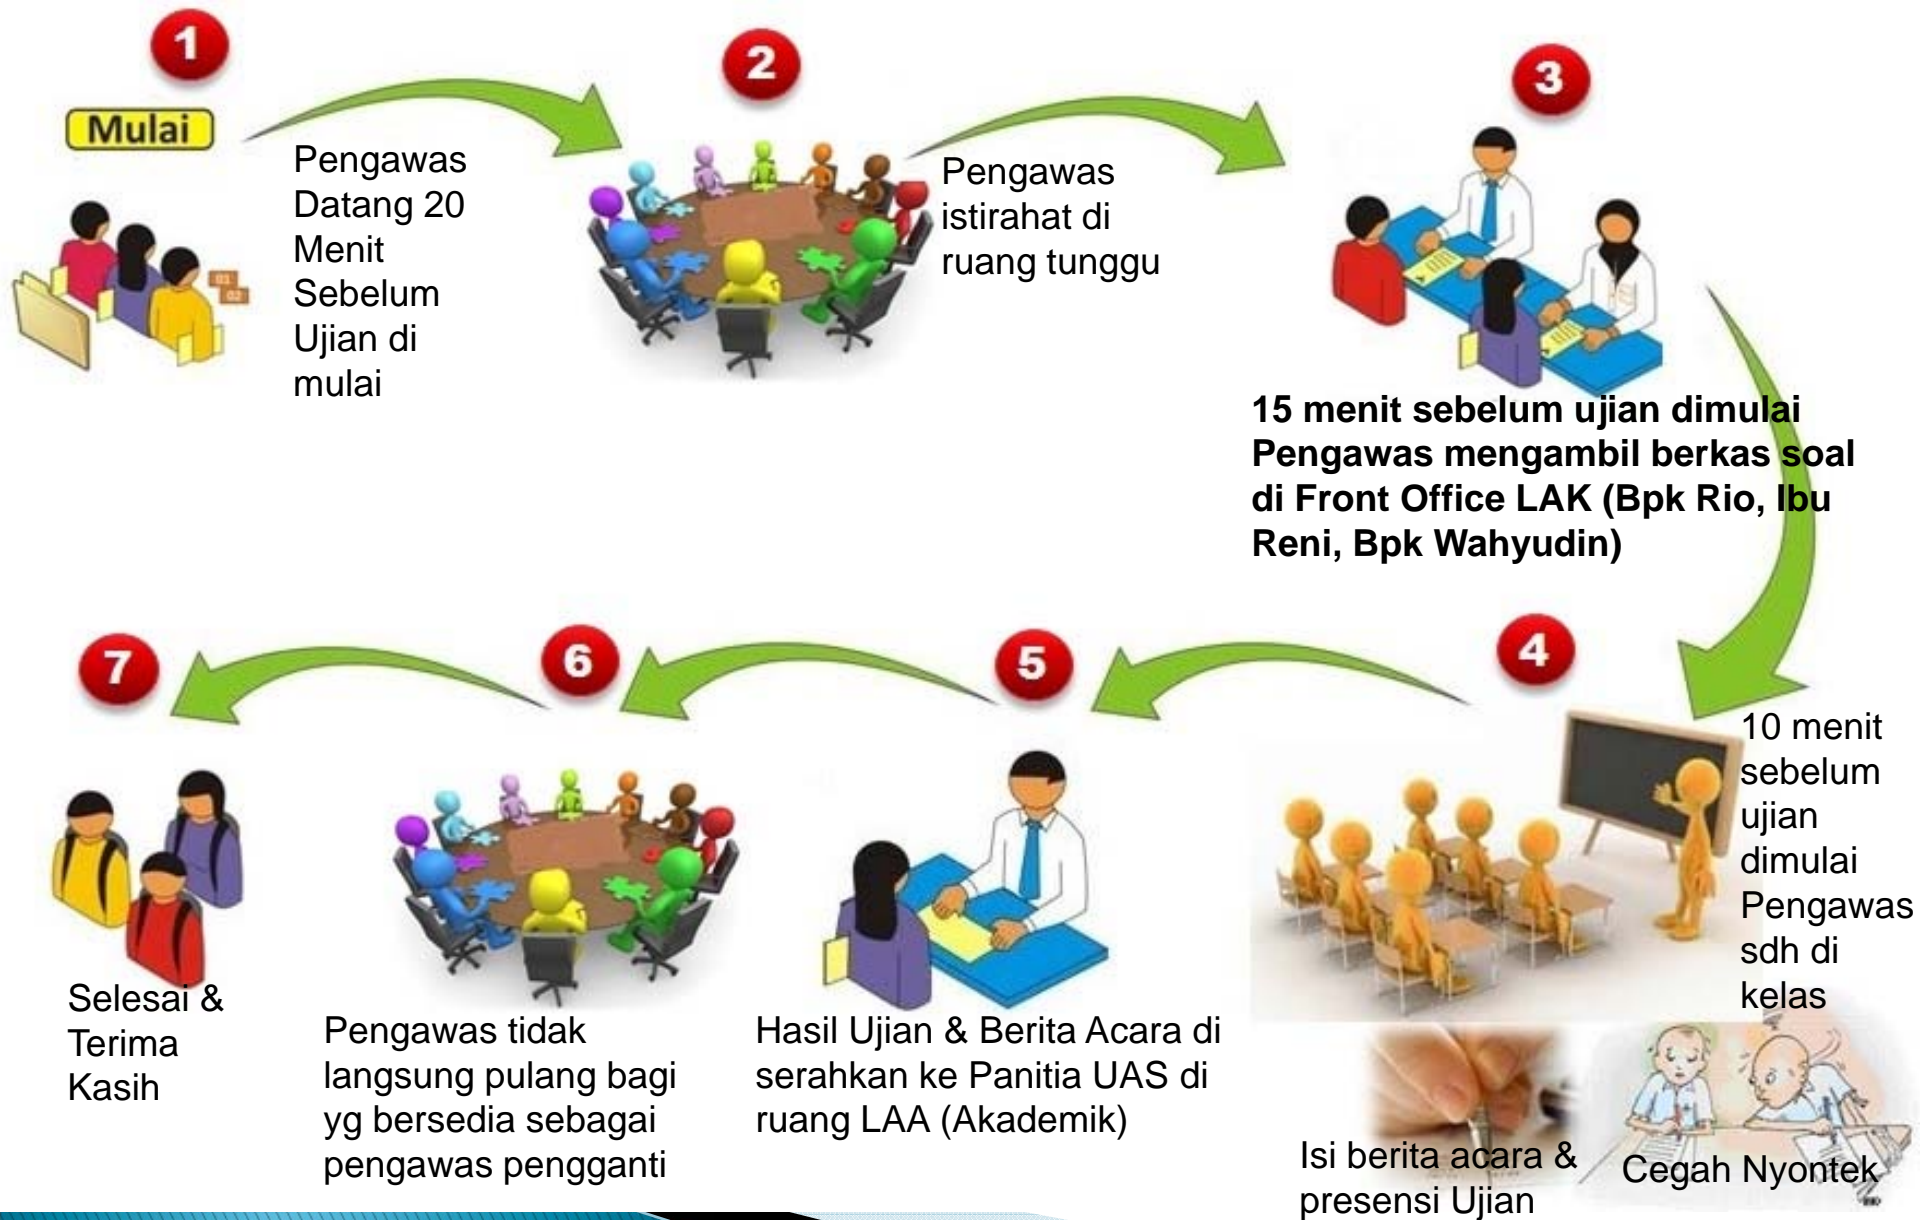 1
Mulai
01
02
Pengawas
Datang 20
Menit
Sebelum
Ujian di
mulai
2
Pengawas
istirahat di
ruang tunggu
3
15 menit sebelum ujian dimulai
Pengawas mengambil berkas soal
di Front Office LAK (Bpk Rio, Ibu
Reni, Bpk Wahyudin)
4
10 menit
sebelum
ujian
dimulai
Pengawas
sdh di
kelas
Isi berita acara &
presensi Ujian
Cegah Nyontek
5
Hasil Ujian & Berita Acara di
serahkan ke Panitia UAS di
ruang LAA (Akademik)
6
Pengawas tidak
langsung pulang bagi
yg bersedia sebagai
pengawas pengganti
7
Selesai &
Terima
Kasih